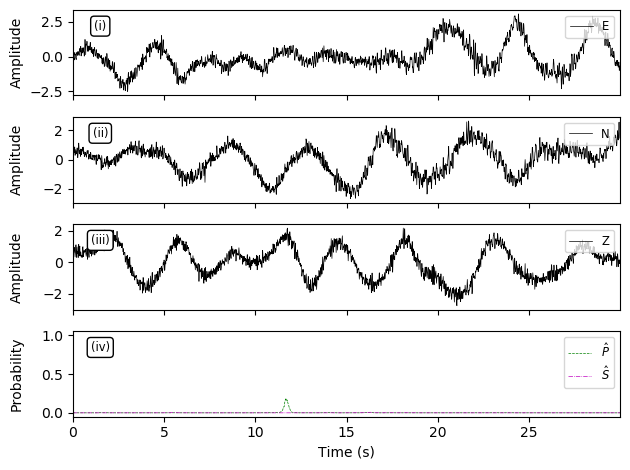 (i)
E
Amplitude
2.5
0.0
−2.5
(ii)
N
Amplitude
2
0
−2
(iii)
Z
Amplitude
2
0
−2
(iv)
P̂
Ŝ
Probability
1.0
0.5
0.0
0 5 10 15 20 25
Time (s)